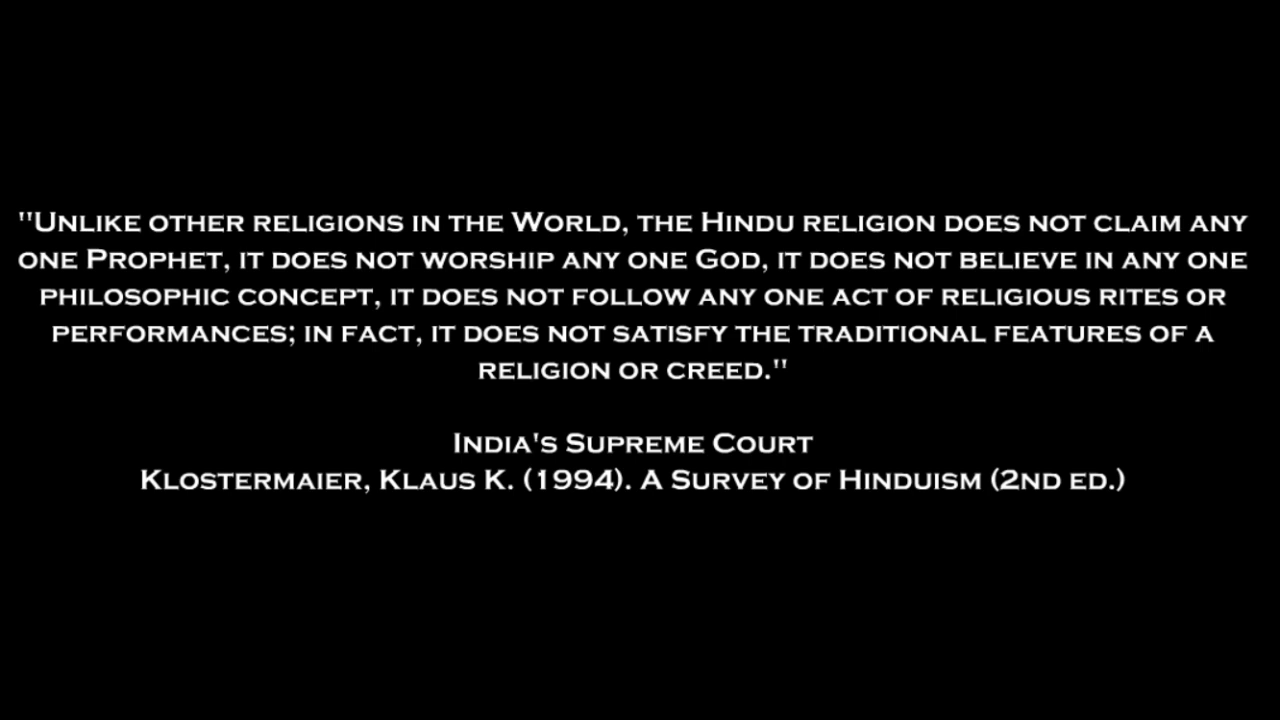 "Unlike other religions in the World, the Hindu religion does not claim any
one Prophet, it does not worship any one God, it does not believe in any one
philosophic concept, it does not follow any one act of religious rites or
performances; in fact, it does not satisfy the traditional features of a
religion or creed."
India's Supreme Court
Klostermaier, Klaus K. (1994). A Survey of Hinduism (2nd ed.)